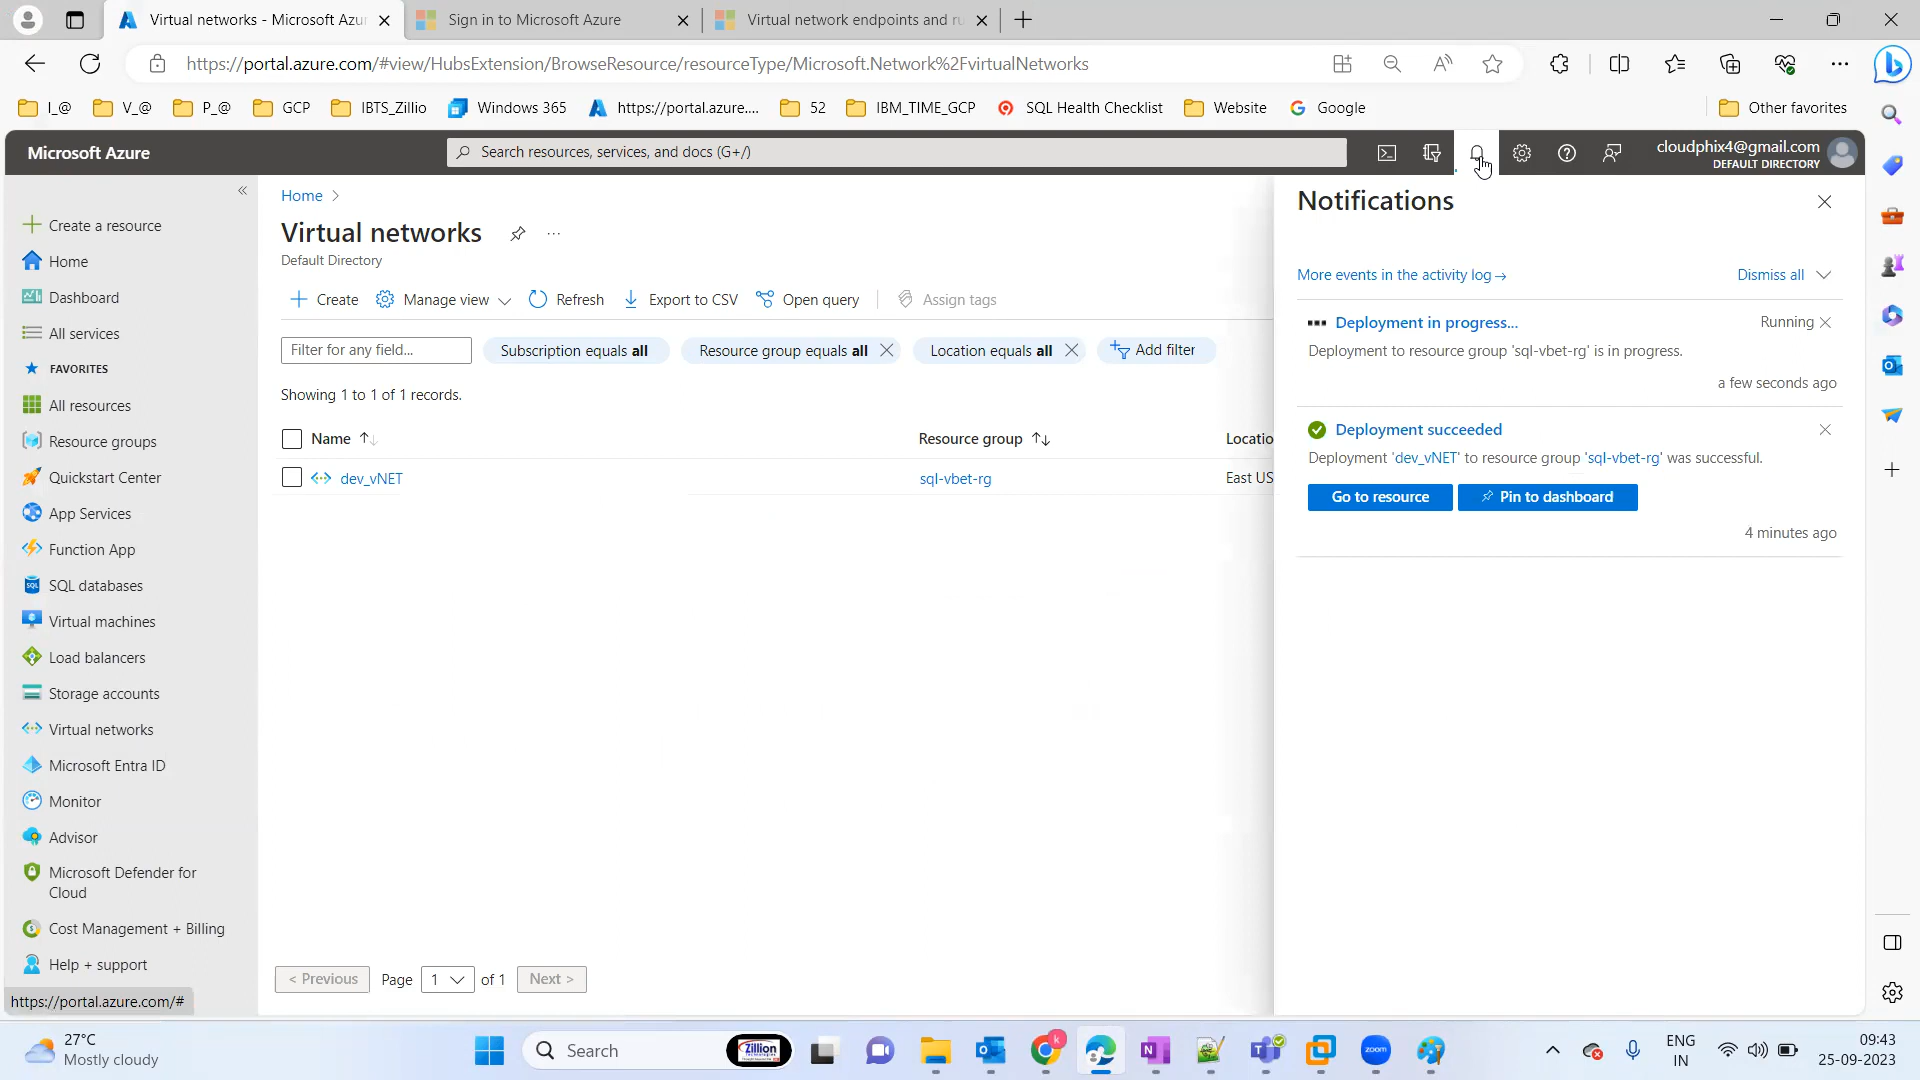 Virtual networks - Microsoft Azur
Sign in to Microsoft Azure
Virtual network endpoints and ru
https://portal.azure.com/#view/HubsExtension/BrowseResource/resourceType/Microsoft.Network%2FvirtualNetworks
I_@
V_@
P_@
GCP
IBTS_Zillio
Windows 365
https://portal.azure....
52
IBM_TIME_GCP
SQL Health Checklist
Website
Google
Other favorites
Microsoft Azure
Search resources, services, and docs (G+/)
cloudphix4@gmail.com
DEFAULT DIRECTORY
Create a resource
Home
Dashboard
All services
FAVORITES
All resources
Resource groups
Quickstart Center
App Services
Function App
SQL databases
Virtual machines
Load balancers
Storage accounts
Virtual networks
Microsoft Entra ID
Monitor
Advisor
Microsoft Defender for
Cloud
Cost Management + Billing
Help + support
https://portal.azure.com/#
Home
Virtual networks
Default Directory
Create
Manage view
Refresh
Export to CSV
Open query
Assign tags
Filter for any field...
Subscription equals all
Resource group equals all
Location equals all
Add filter
Showing 1 to 1 of 1 records.
Name
Resource group
Locatio
dev_vNET
sql-vbet-rg
East US
< Previous
Page
1
of 1
Next >
Notifications
More events in the activity log→
Dismiss all
Deployment in progress...
Running
Deployment to resource group 'sql-vbet-rg' is in progress.
a few seconds ago
Deployment succeeded
Deployment 'dev_vNET' to resource group 'sql-vbet-rg' was successful.
Go to resource
Pin to dashboard
4 minutes ago
27°C
Mostly cloudy
Search
Zillion
zoom
k
ENG
IN
09:43
25-09-2023